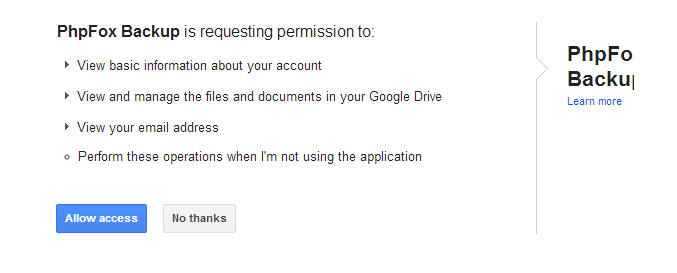 PhpFox Backup is requesting permission to:
View basic information about your account
View and manage the files and documents in your Google Drive
View your email address
Perform these operations when I'm not using the application
Allow access
No thanks
PhpFo
Backu
Learn more